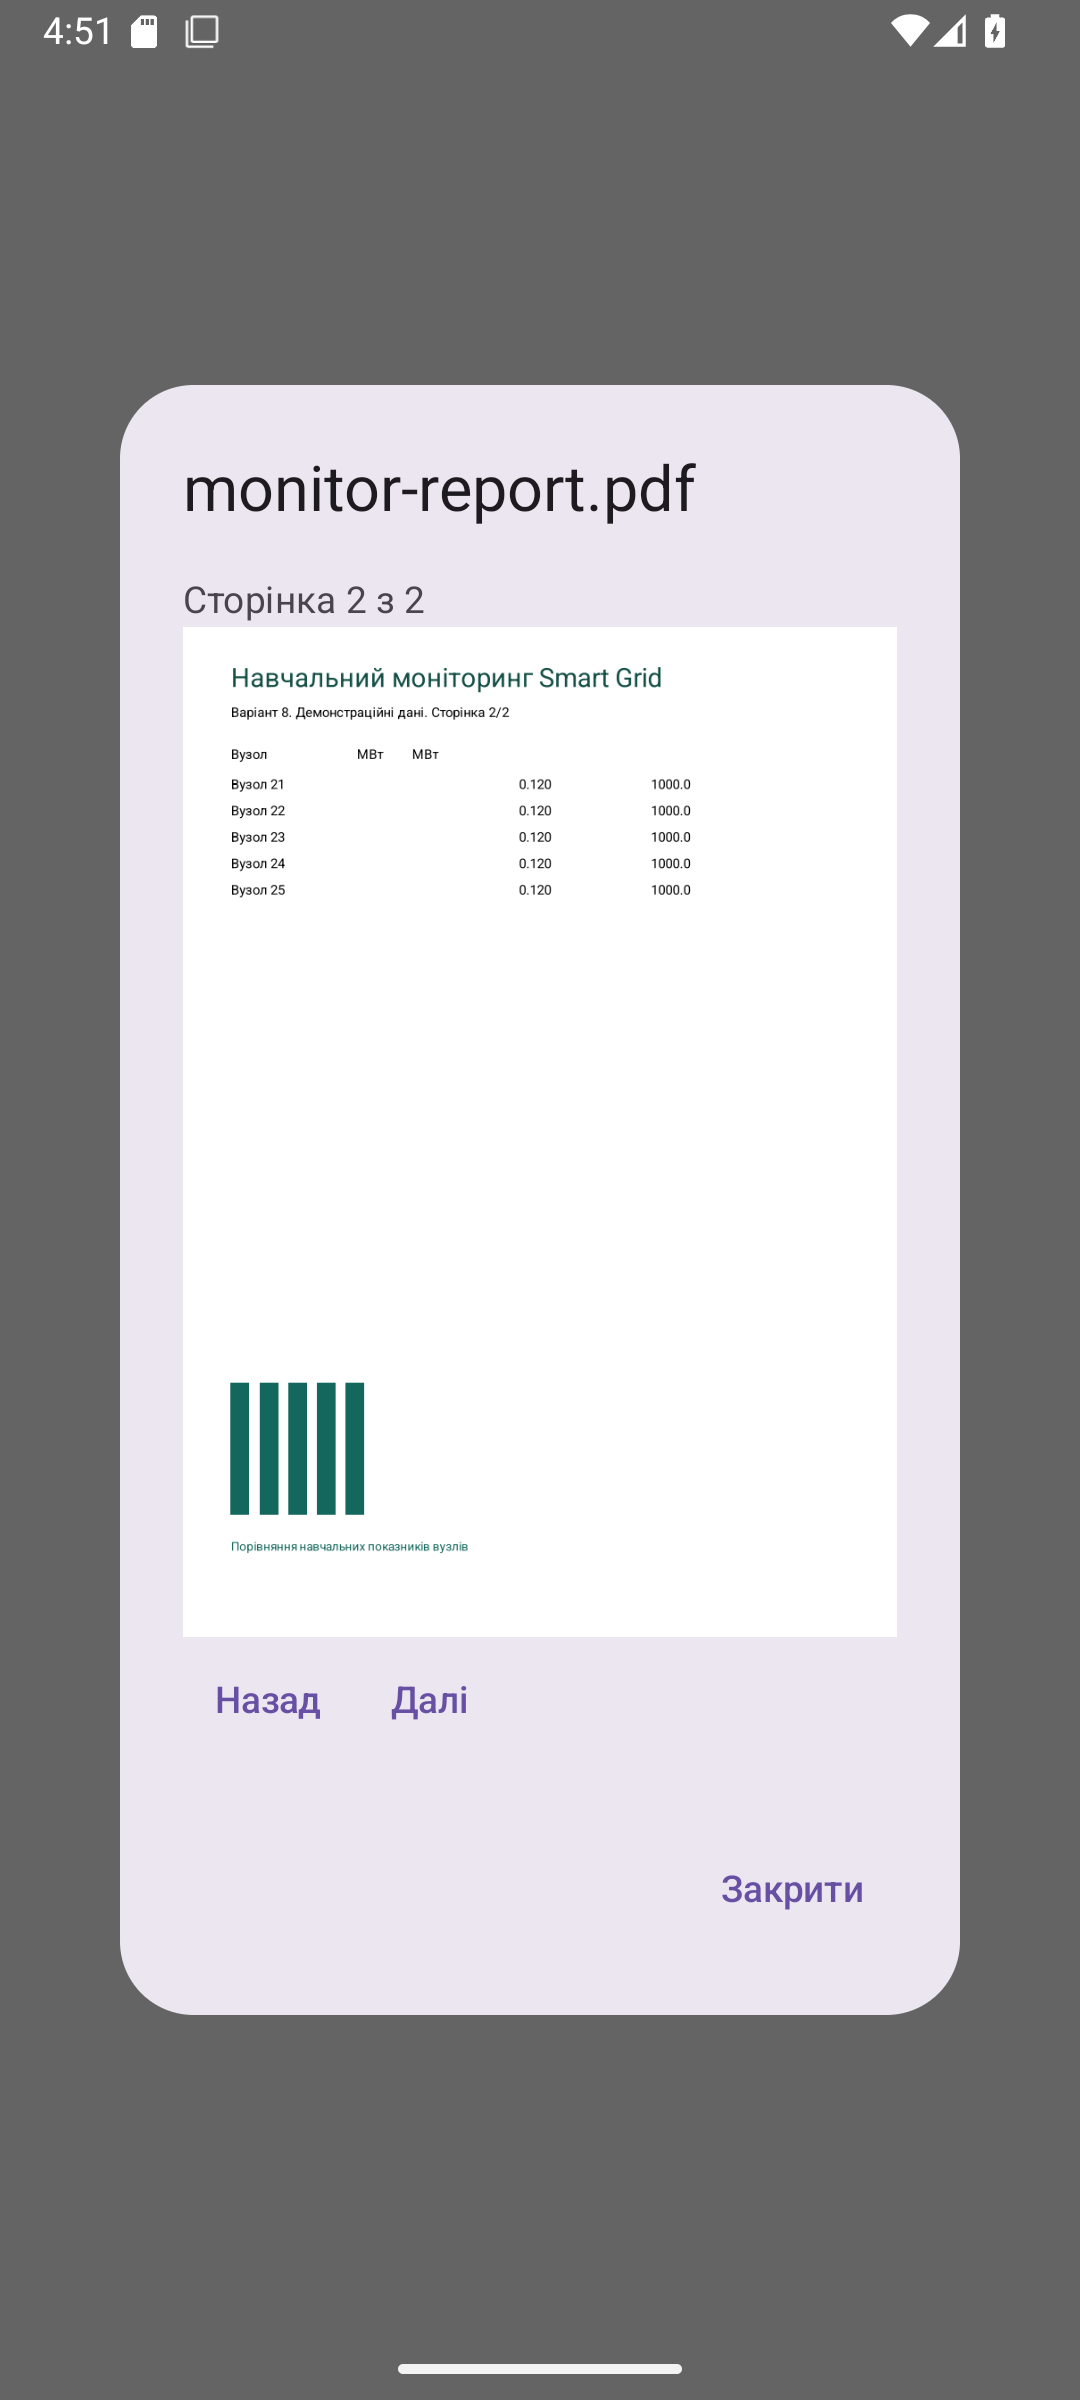 4:51
monitor-report.pdf
Сторінка 2 з 2
Навчальний моніторинг Smart Grid
Варіант 8. Демонстраційні дані. Сторінка 2/2
Вузол МВт МВт
Вузол 21 0.120 1000.0
Вузол 22 0.120 1000.0
Вузол 23 0.120 1000.0
Вузол 24 0.120 1000.0
Вузол 25 0.120 1000.0
Порівняння навчальних показників вузлів
Назад Далі
Закрити